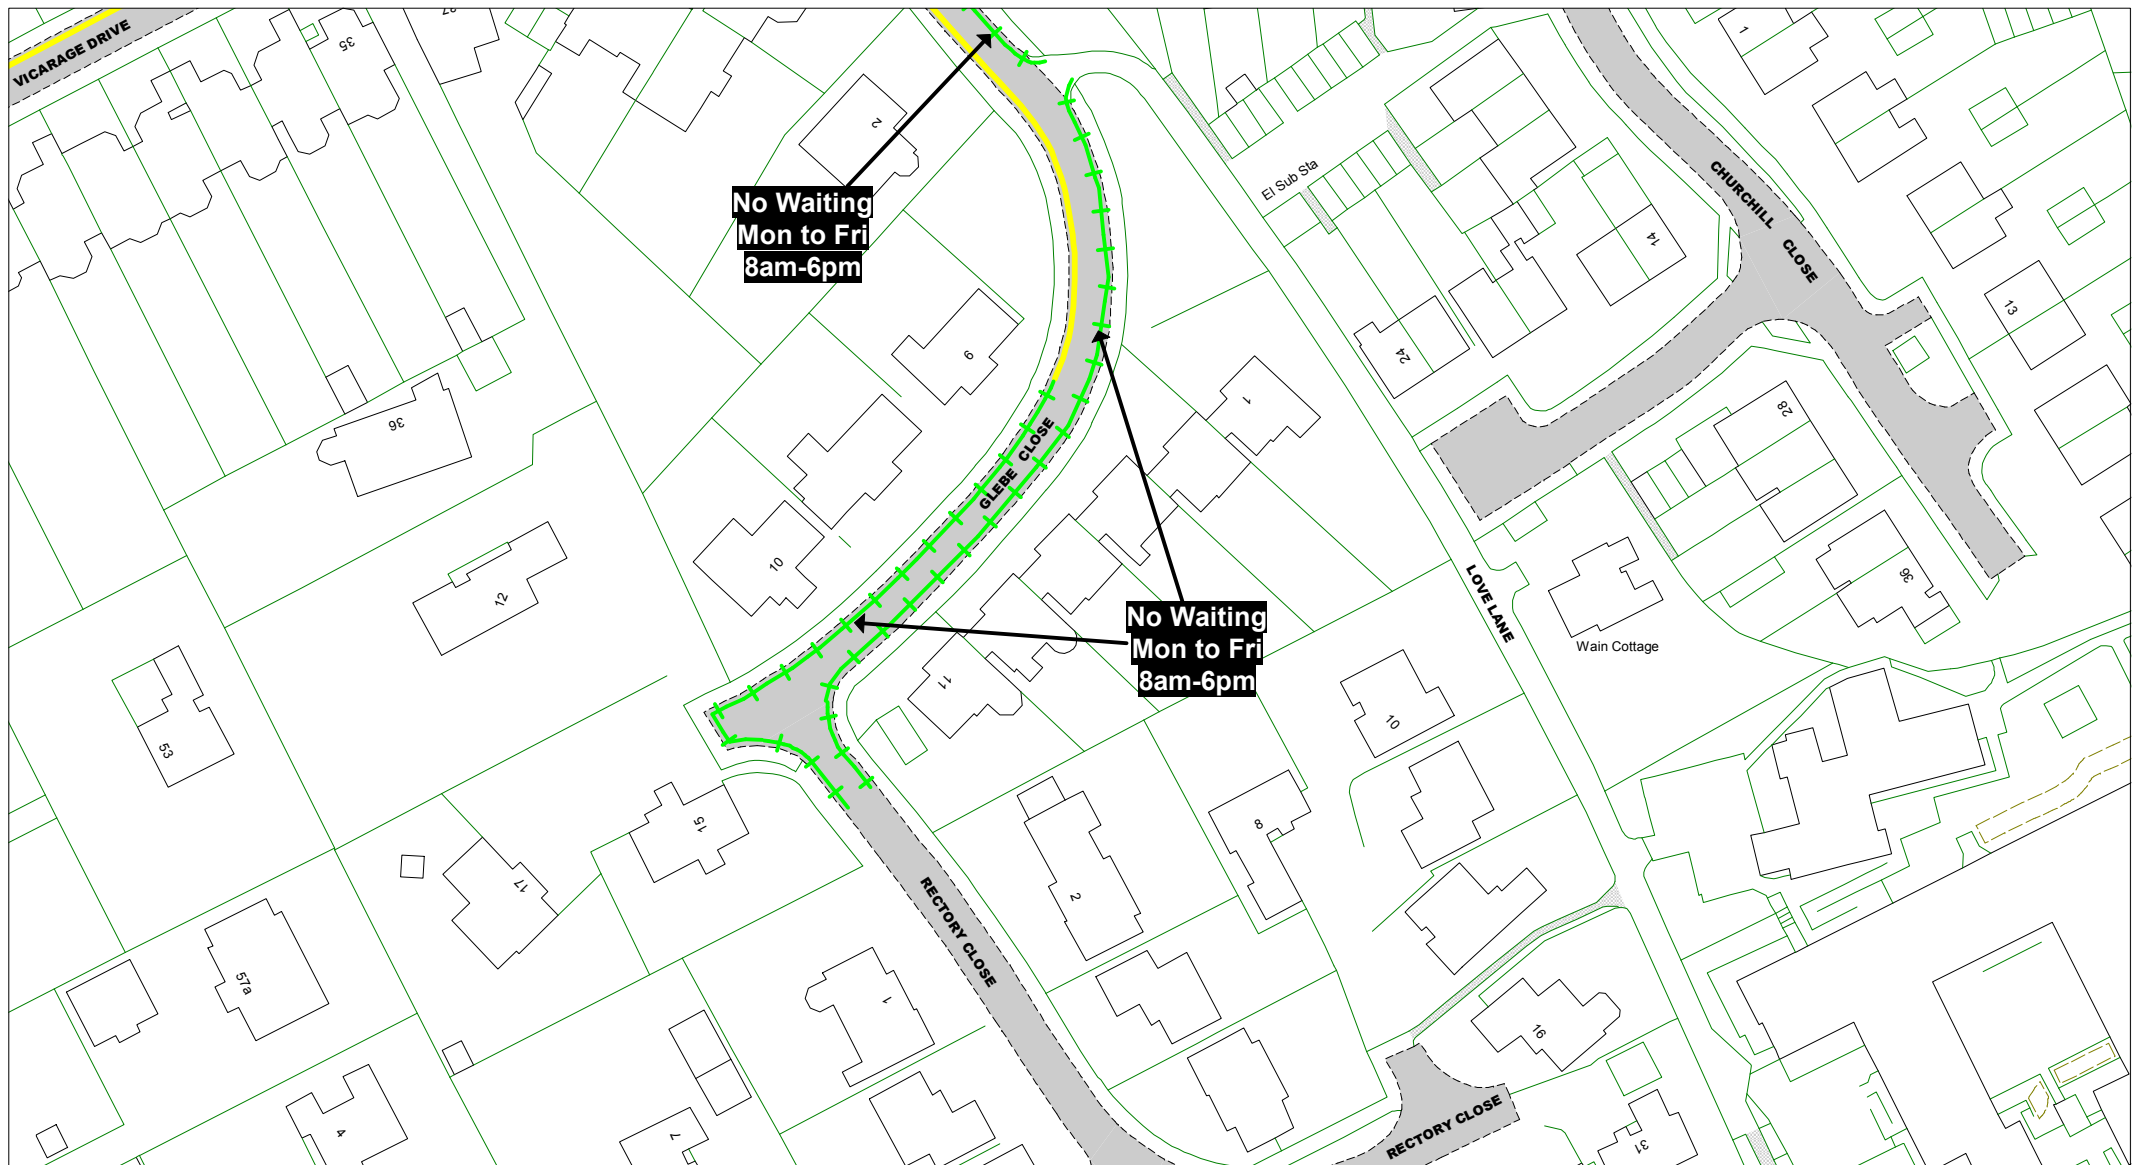 VICARAGE DRIVE
35
27
2
1
No Waiting
Mon to Fri
8am-6pm
El Sub Sta
CHURCHILL CLOSE
14
13
24
6
36
1
28
GLEBE CLOSE
10
12
36
LOVE LANE
Wain Cottage
No Waiting
Mon to Fri
8am-6pm
11
10
53
15
8
17
2
RECTORY CLOSE
57a
1
16
4
7
RECTORY CLOSE
31